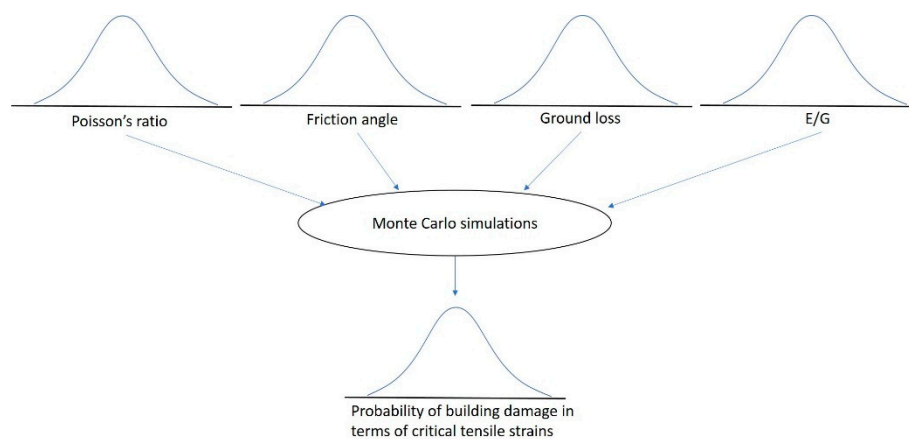 Poisson's ratio
Friction angle
Ground loss
E/G
Monte Carlo simulations
Probability of building damage in
terms of critical tensile strains